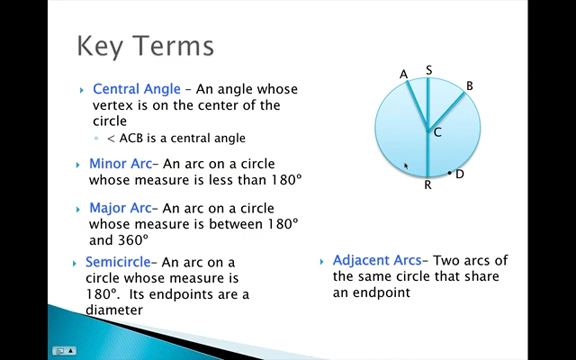 Key Terms
Central Angle – An angle whose
vertex is on the center of the
circle
< ACB is a central angle
Minor Arc– An arc on a circle
whose measure is less than 180°
Major Arc– An arc on a circle
whose measure is between 180°
and 360°
Semicircle– An arc on a
circle whose measure is
180°. Its endpoints are a
diameter
A
S
B
C
D
R
Adjacent Arcs– Two arcs of
the same circle that share
an endpoint